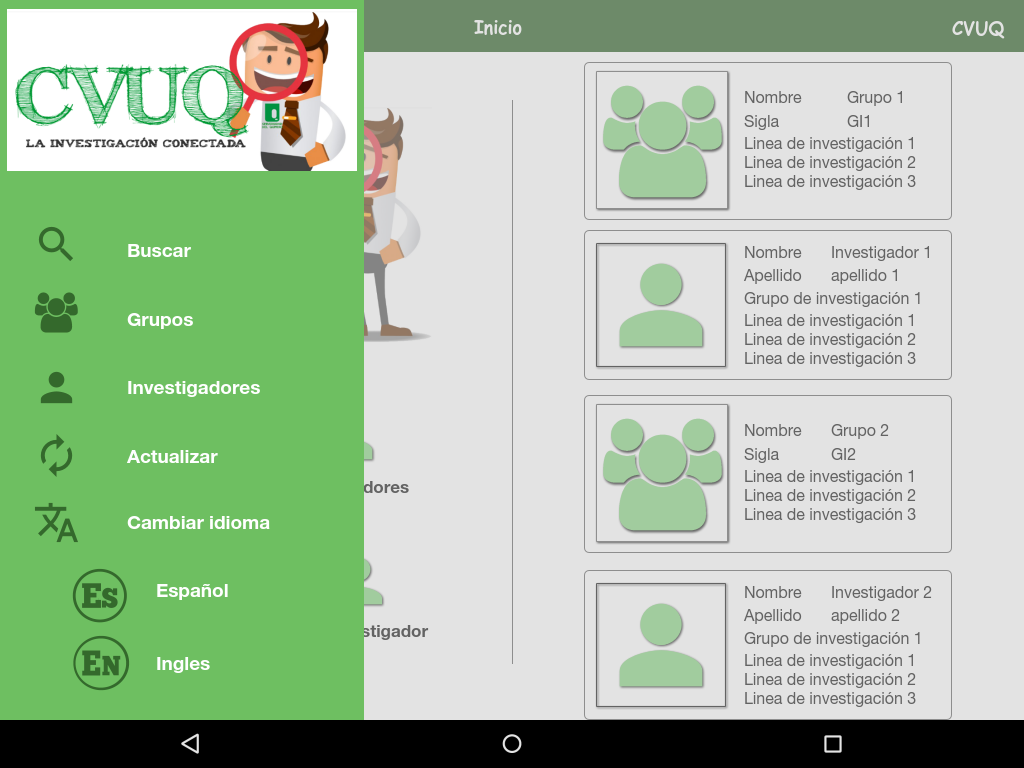 CVUQ
LA INVESTIGACIÓN CONECTADA
Buscar
Grupos
Investigadores
Actualizar
Cambiar idioma
Es Español
En Ingles
Inicio
CVUQ
dores
stigador
Nombre Grupo 1
Sigla GI1
Linea de investigación 1
Linea de investigación 2
Linea de investigación 3
Nombre Investigador 1
Apellido apellido 1
Grupo de investigación 1
Linea de investigación 1
Linea de investigación 2
Linea de investigación 3
Nombre Grupo 2
Sigla GI2
Linea de investigación 1
Linea de investigación 2
Linea de investigación 3
Nombre Investigador 2
Apellido apellido 2
Grupo de investigación 1
Linea de investigación 1
Linea de investigación 2
Linea de investigación 3